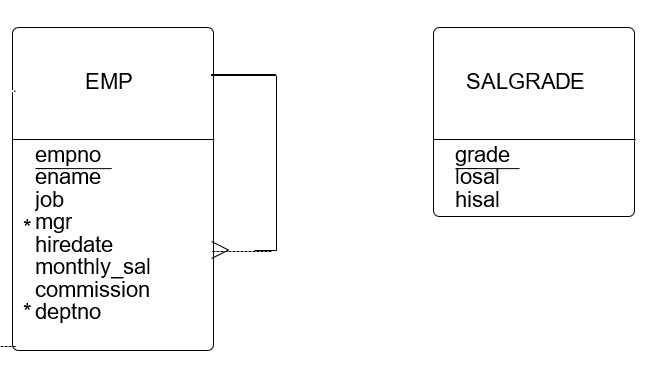 EMP
empno
ename
job
* mgr
hiredate
monthly_sal
commission
* deptno
SALGRADE
grade
losal
hisal